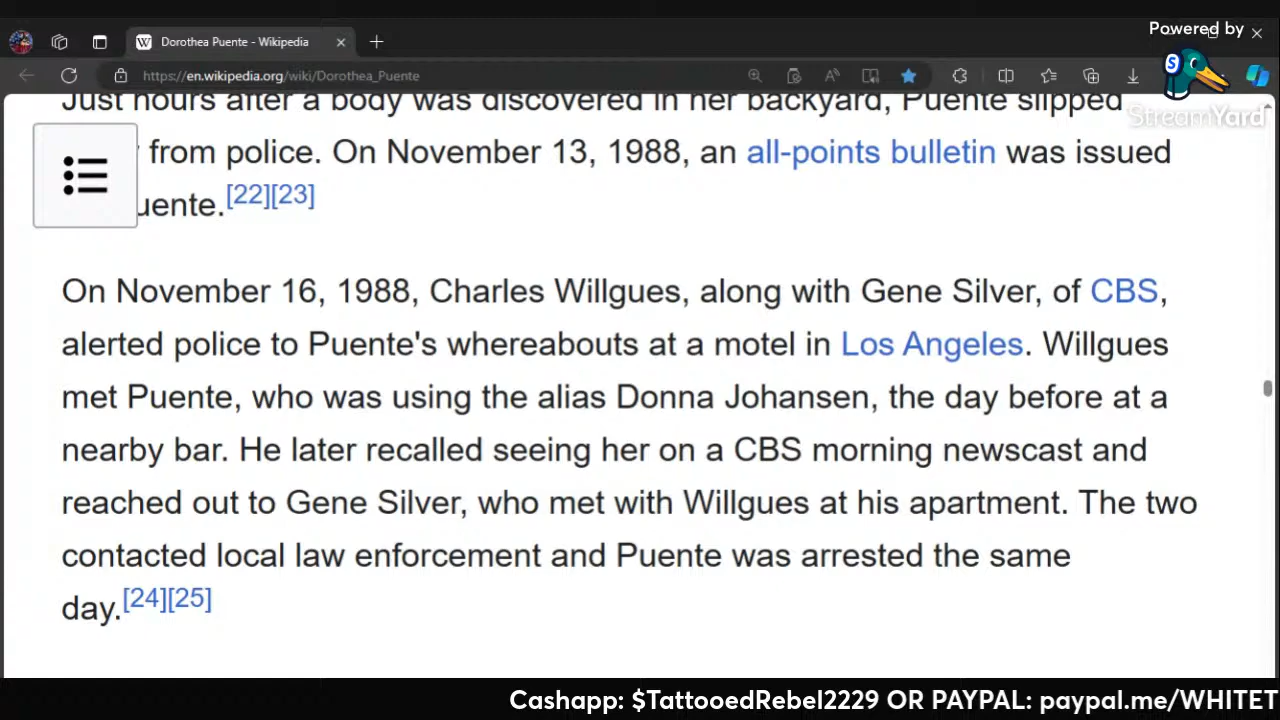 Powered by
Dorothea Puente - Wikipedia
https://en.wikipedia.org/wiki/Dorothea_Puente
StreamYard
Just hours after a body was discovered in her backyard, Puente slipped
from police. On November 13, 1988, an all-points bulletin was issued
uente.[22][23]
On November 16, 1988, Charles Willgues, along with Gene Silver, of CBS,
alerted police to Puente's whereabouts at a motel in Los Angeles. Willgues
met Puente, who was using the alias Donna Johansen, the day before at a
nearby bar. He later recalled seeing her on a CBS morning newscast and
reached out to Gene Silver, who met with Willgues at his apartment. The two
contacted local law enforcement and Puente was arrested the same
day.[24][25]
Cashapp: $TattooedRebel2229 OR PAYPAL: paypal.me/WHITET